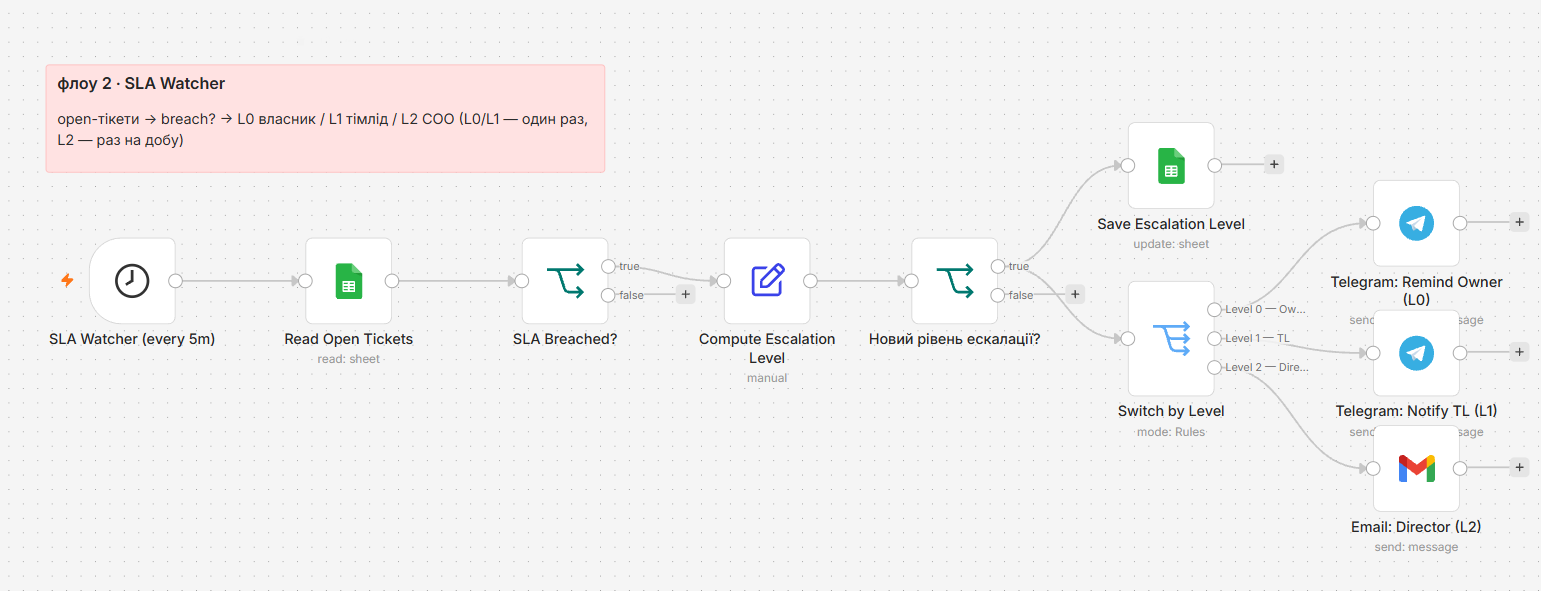 флоу 2 · SLA Watcher
open-тікети → breach? → L0 власник / L1 тімлід / L2 COO (L0/L1 — один раз,
L2 — раз на добу)
SLA Watcher (every 5m)
Read Open Tickets
read: sheet
true
false
SLA Breached?
Compute Escalation
Level
manual
true
false
Новий рівень ескалації?
Save Escalation Level
update: sheet
Level 0 — Ow...
Level 1 — TL
Level 2 — Dire...
Switch by Level
mode: Rules
Telegram: Remind Owner
(L0)
Telegram: Notify TL (L1)
Email: Director (L2)
send: message